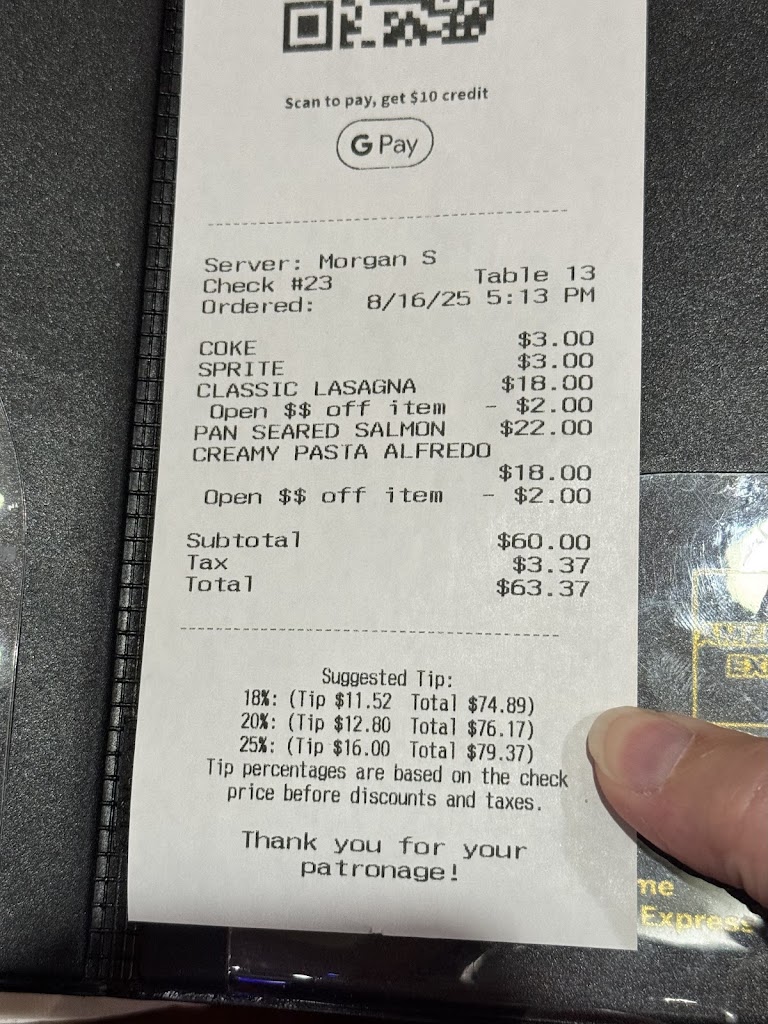 Scan to pay, get $10 credit
G Pay
Server: Morgan S
Check #23 Table 13
Ordered: 8/16/25 5:13 PM
COKE $3.00
SPRITE $3.00
CLASSIC LASAGNA $18.00
Open $$ off item - $2.00
PAN SEARED SALMON $22.00
CREAMY PASTA ALFREDO
$18.00
Open $$ off item - $2.00
Subtotal $60.00
Tax $3.37
Total $63.37
Suggested Tip:
18%: (Tip $11.52 Total $74.89)
20%: (Tip $12.80 Total $76.17)
25%: (Tip $16.00 Total $79.37)
Tip percentages are based on the check
price before discounts and taxes.
Thank you for your
patronage!
me
Express